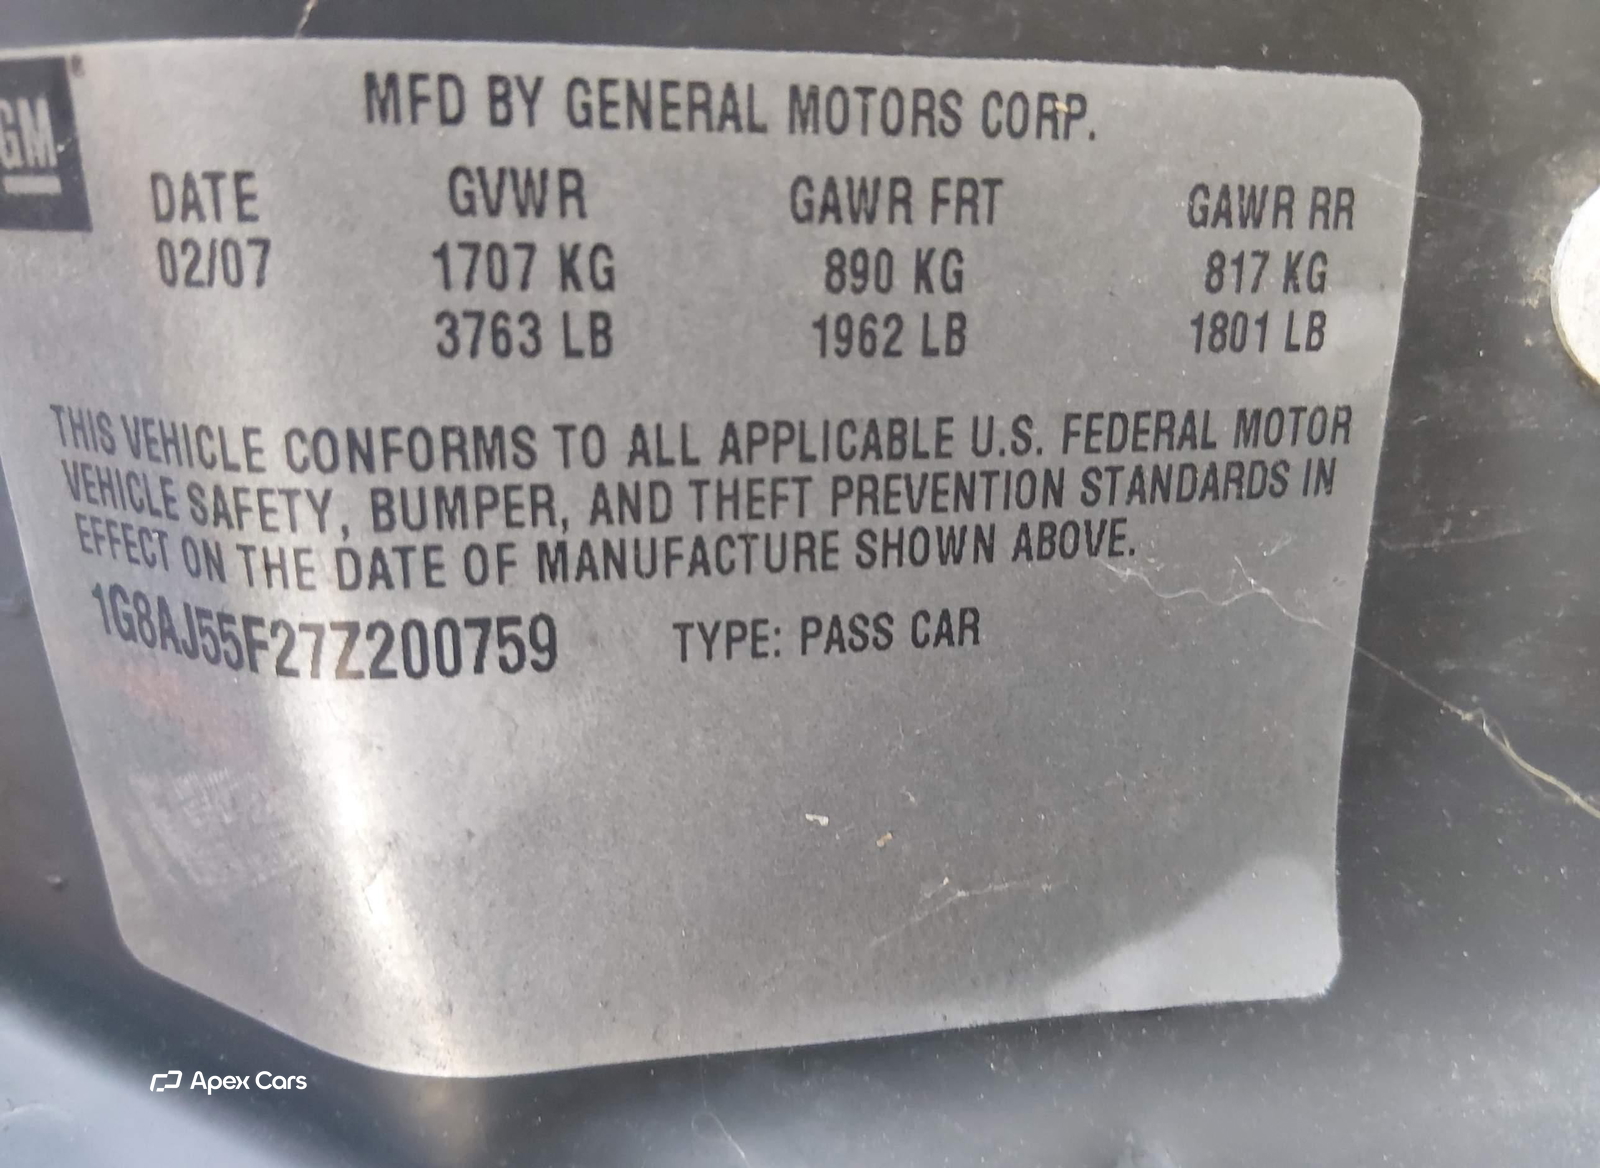 GM
MFD BY GENERAL MOTORS CORP.
DATE GVWR GAWR FRT GAWR RR
02/07 1707 KG 890 KG 817 KG
3763 LB 1962 LB 1801 LB
THIS VEHICLE CONFORMS TO ALL APPLICABLE U.S. FEDERAL MOTOR
VEHICLE SAFETY, BUMPER, AND THEFT PREVENTION STANDARDS IN
EFFECT ON THE DATE OF MANUFACTURE SHOWN ABOVE.
1G8AJ55F27Z200759 TYPE: PASS CAR
Apex Cars